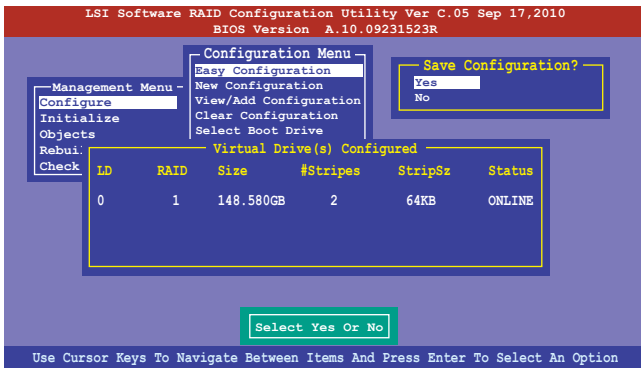 LSI Software RAID Configuration Utility Ver C.05 Sep 17,2010
BIOS Version A.10.09231523R
Configuration Menu
Easy Configuration
New Configuration
View/Add Configuration
Clear Configuration
Select Boot Drive
Save Configuration?
Yes
No
Management Menu
Configure
Initialize
Objects
Rebui
Check
Virtual Drive(s) Configured
LD RAID Size #Stripes StripSz Status
0 1 148.580GB 2 64KB ONLINE
Select Yes Or No
Use Cursor Keys To Navigate Between Items And Press Enter To Select An Option